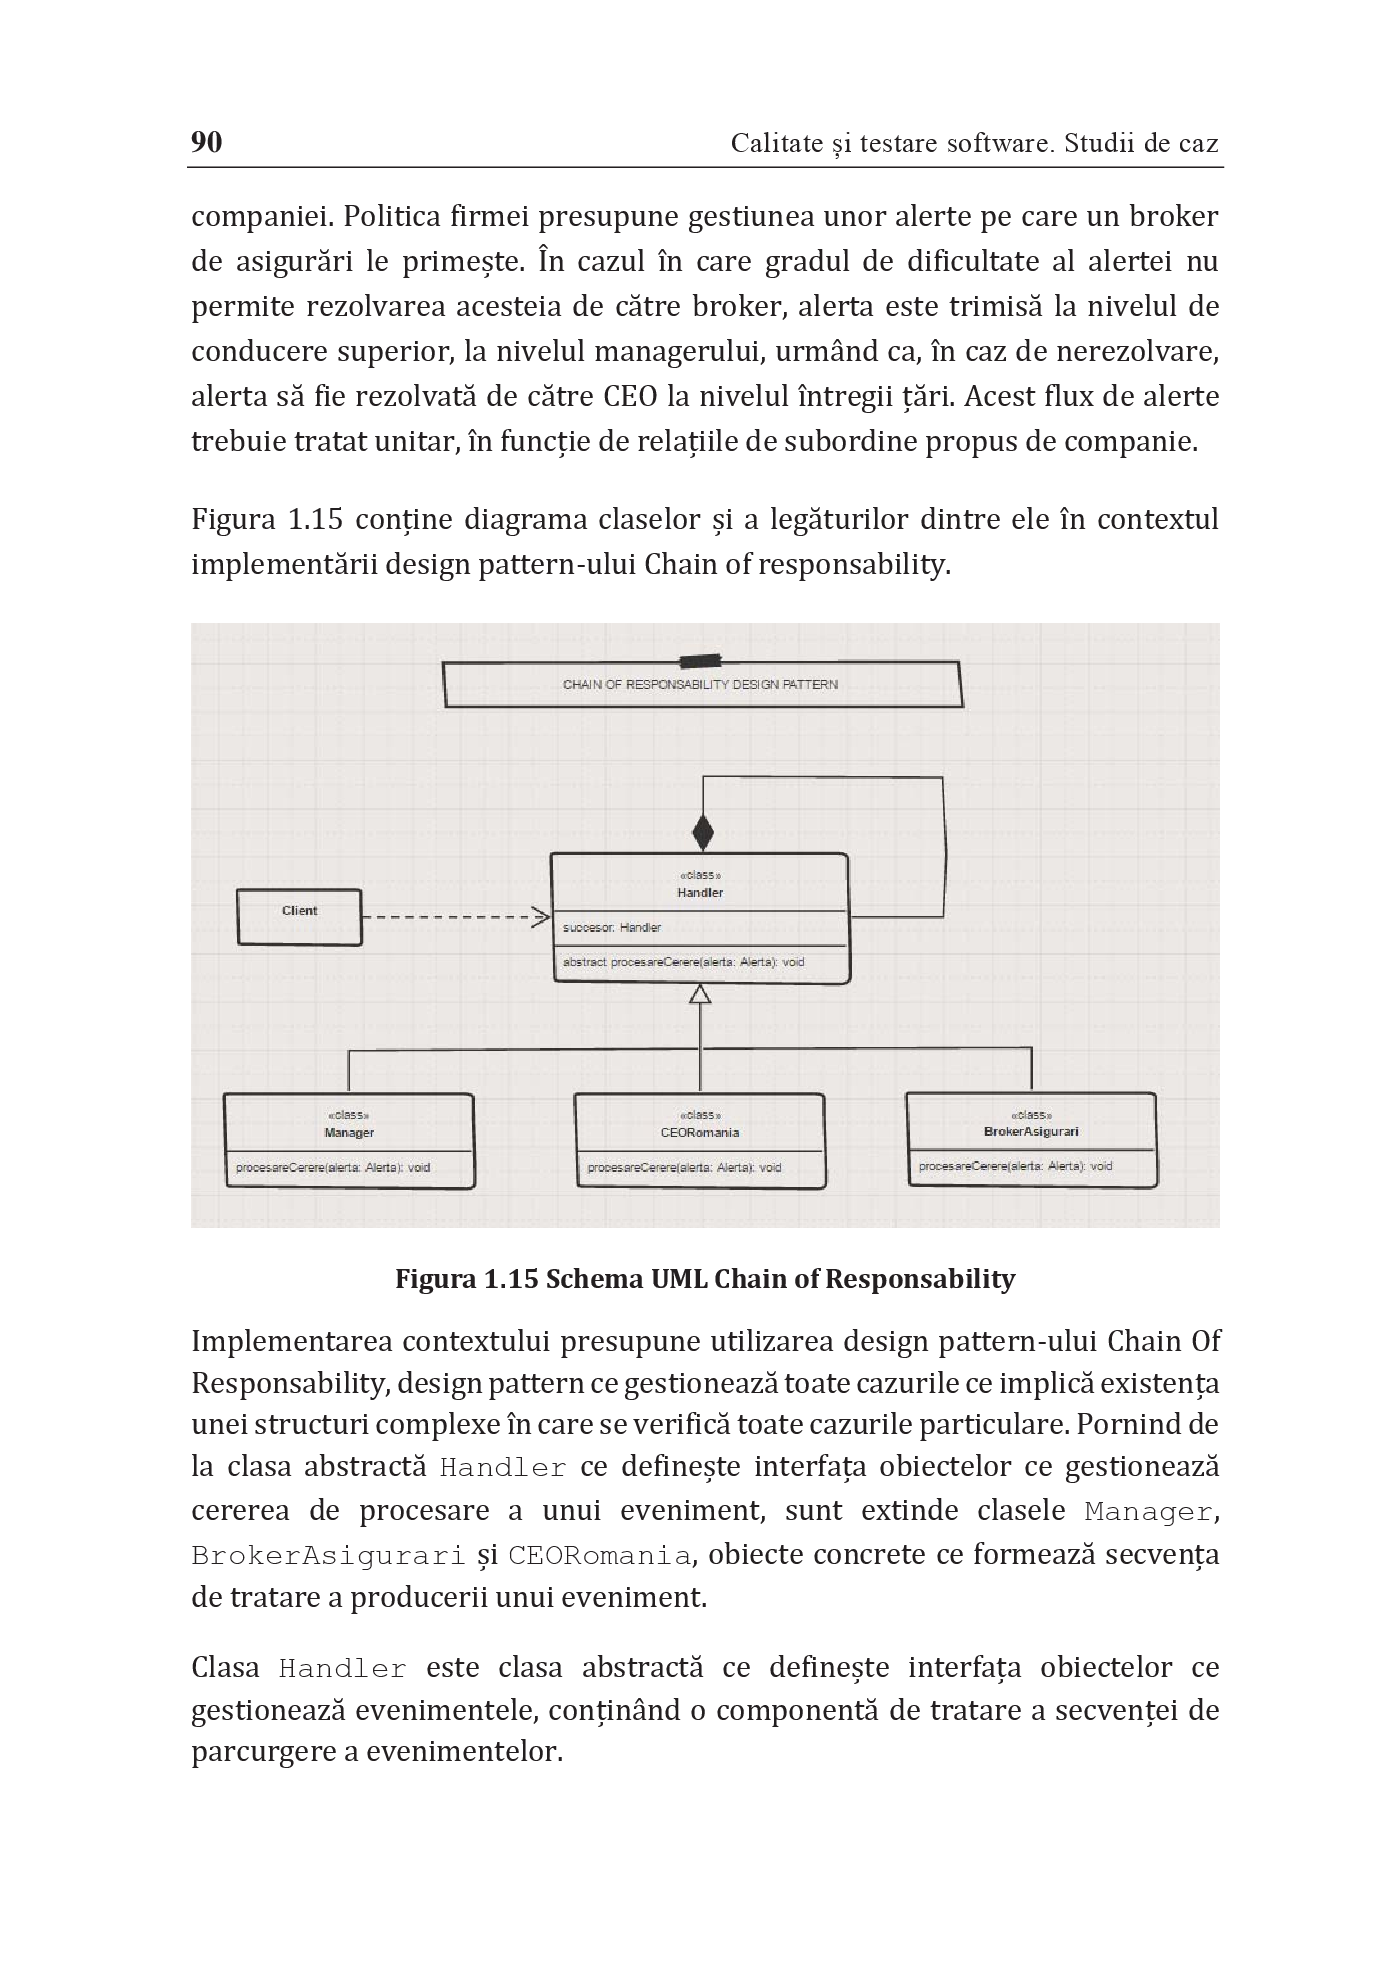 90 Calitate și testare software. Studii de caz
companiei. Politica firmei presupune gestiunea unor alerte pe care un broker
de asigurări le primește. În cazul în care gradul de dificultate al alertei nu
permite rezolvarea acesteia de către broker, alerta este trimisă la nivelul de
conducere superior, la nivelul managerului, urmând ca, în caz de nerezolvare,
alerta să fie rezolvată de către CEO la nivelul întregii țări. Acest flux de alerte
trebuie tratat unitar, în funcție de relațiile de subordine propus de companie.
Figura 1.15 conține diagrama claselor și a legăturilor dintre ele în contextul
implementării design pattern-ului Chain of responsability.
CHAIN OF RESPONSABILITY DESIGN PATTERN
«class»
Handler
succesor: Handler
abstract procesareCerere(alerta: Alerta): void
Client
«class»
Manager
procesareCerere(alerta: Alerta): void
«class»
CEORomania
procesareCerere(alerta: Alerta): void
«class»
BrokerAsigurari
procesareCerere(alerta: Alerta): void
Figura 1.15 Schema UML Chain of Responsability
Implementarea contextului presupune utilizarea design pattern-ului Chain Of
Responsability, design pattern ce gestionează toate cazurile ce implică existența
unei structuri complexe în care se verifică toate cazurile particulare. Pornind de
la clasa abstractă Handler ce definește interfața obiectelor ce gestionează
cererea de procesare a unui eveniment, sunt extinde clasele Manager,
BrokerAsigurari și CEORomania, obiecte concrete ce formează secvența
de tratare a producerii unui eveniment.
Clasa Handler este clasa abstractă ce definește interfața obiectelor ce
gestionează evenimentele, conținând o componentă de tratare a secvenței de
parcurgere a evenimentelor.